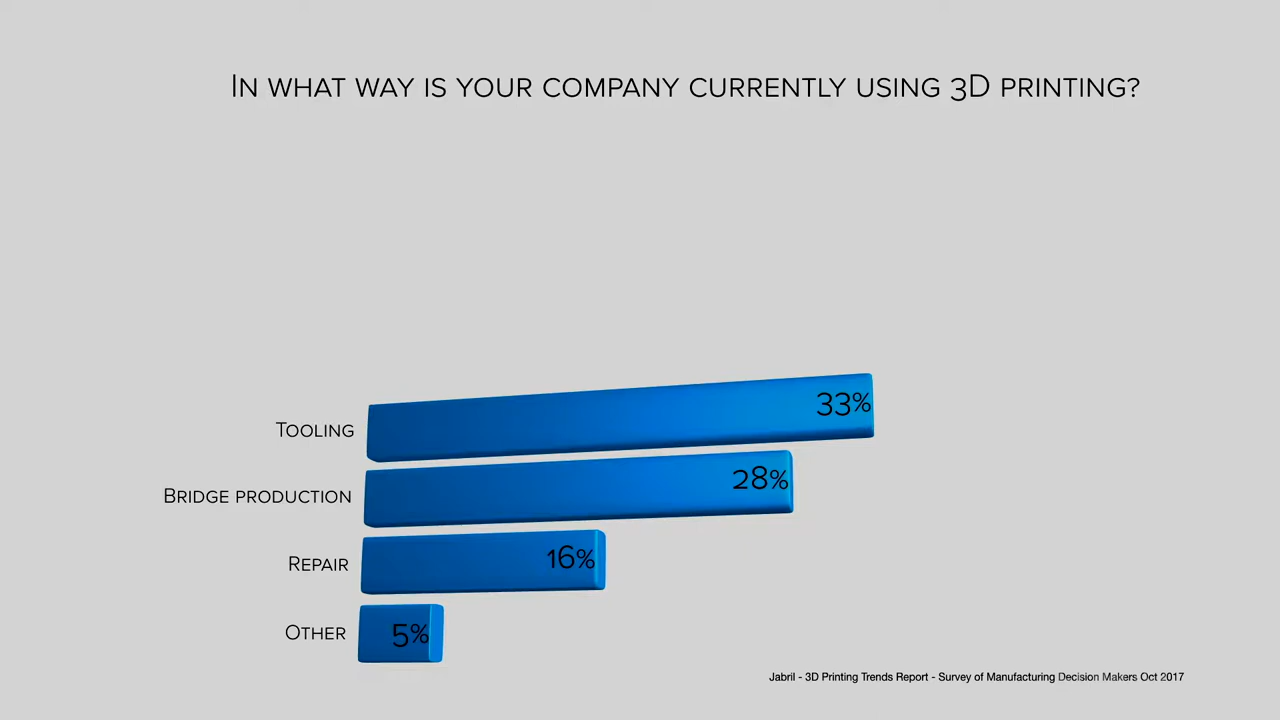 In what way is your company currently using 3D printing?
Tooling
33%
Bridge production
28%
Repair
16%
Other
5%
Jabril - 3D Printing Trends Report - Survey of Manufacturing Decision Makers Oct 2017